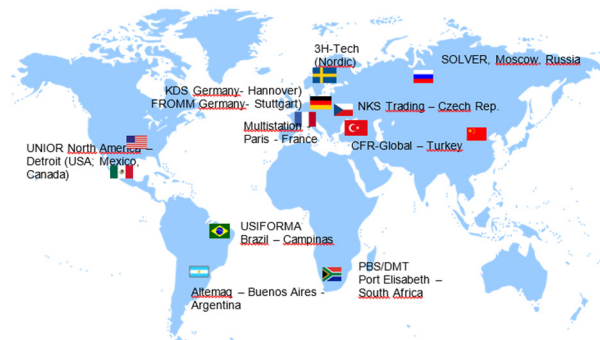 3H-Tech
(Nordic)
SOLVER, Moscow, Russia
KDS Germany- Hannover)
FROMM Germany- Stuttgart)
NKS Trading – Czech Rep.
Multistation
Paris - France
CFR-Global – Turkey
UNIOR North America –
Detroit (USA; Mexico,
Canada)
USIFORMA
Brazil – Campinas
PBS/DMT
Port Elisabeth –
South Africa
Altemaq – Buenos Aires -
Argentina